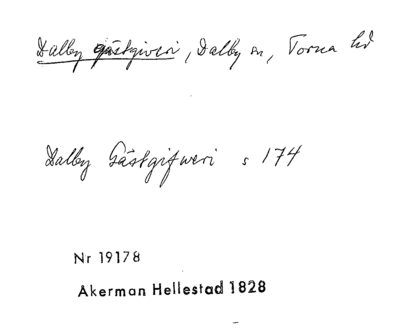 Dalby gästgiveri, Dalby sn, Torna hd
Dalby Gästgifweri s 174
Nr 19178
Akerman Hellestad 1828